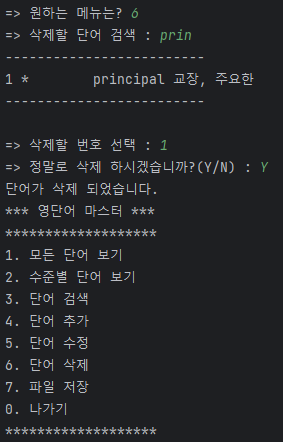 => 원하는 메뉴는? 6
=> 삭제할 단어 검색 : prin
-------------------------
1 *        principal 교장, 주요한
-------------------------
=> 삭제할 번호 선택 : 1
=> 정말로 삭제 하시겠습니까?(Y/N) : Y
단어가 삭제 되었습니다.
*** 영단어 마스터 ***
*******************
1. 모든 단어 보기
2. 수준별 단어 보기
3. 단어 검색
4. 단어 추가
5. 단어 수정
6. 단어 삭제
7. 파일 저장
0. 나가기
*******************